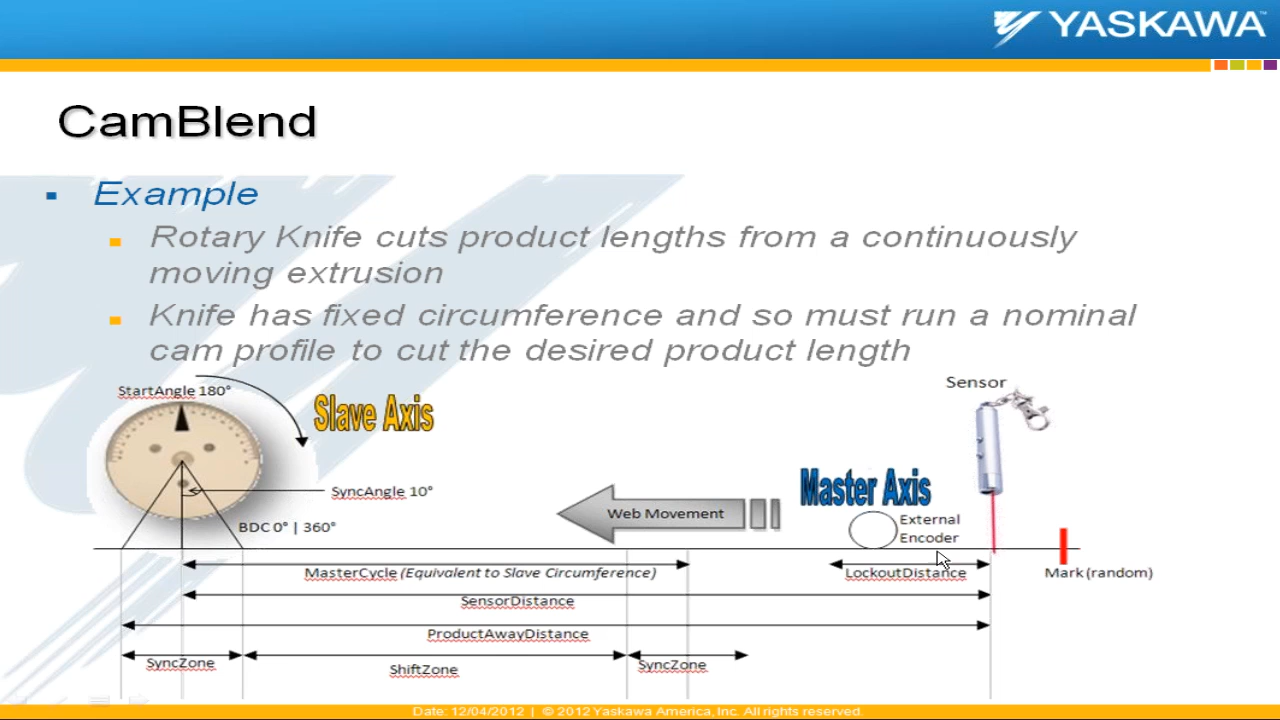 YASKAWA™
CamBlend
Example
Rotary Knife cuts product lengths from a continuously
moving extrusion
Knife has fixed circumference and so must run a nominal
cam profile to cut the desired product length
StartAngle 180°
Slave Axis
Sensor
SyncAngle 10°
Master Axis
Web Movement
External
Encoder
BDC 0° | 360°
MasterCycle (Equivalent to Slave Circumference)
LockoutDistance
Mark (random)
SensorDistance
ProductAwayDistance
SyncZone
ShiftZone
SyncZone
Date: 12/04/2012 | © 2012 Yaskawa America, Inc. All rights reserved.